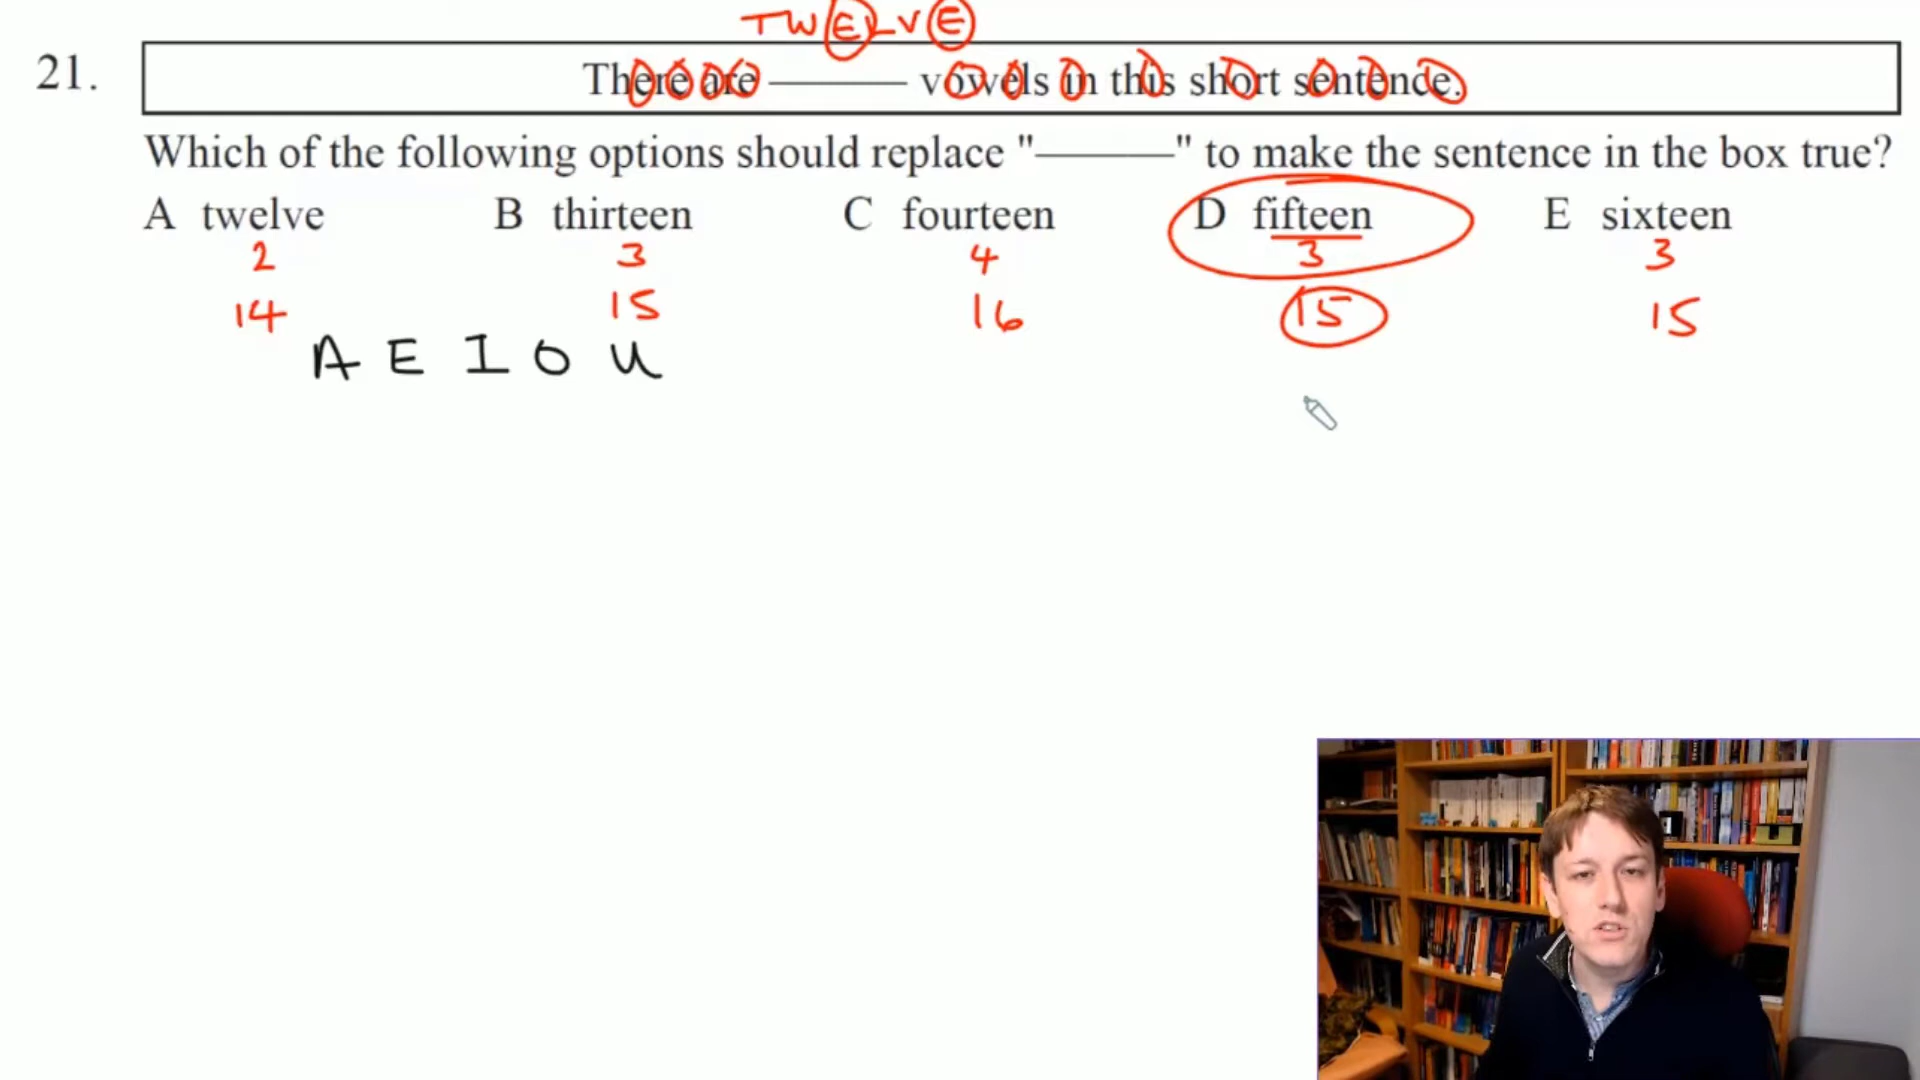 TWELVE
21. There are ——— vowels in this short sentence.
Which of the following options should replace "———" to make the sentence in the box true?
A twelve B thirteen C fourteen D fifteen E sixteen
2 3 4 3 3
14 15 16 15 15
A E I O U